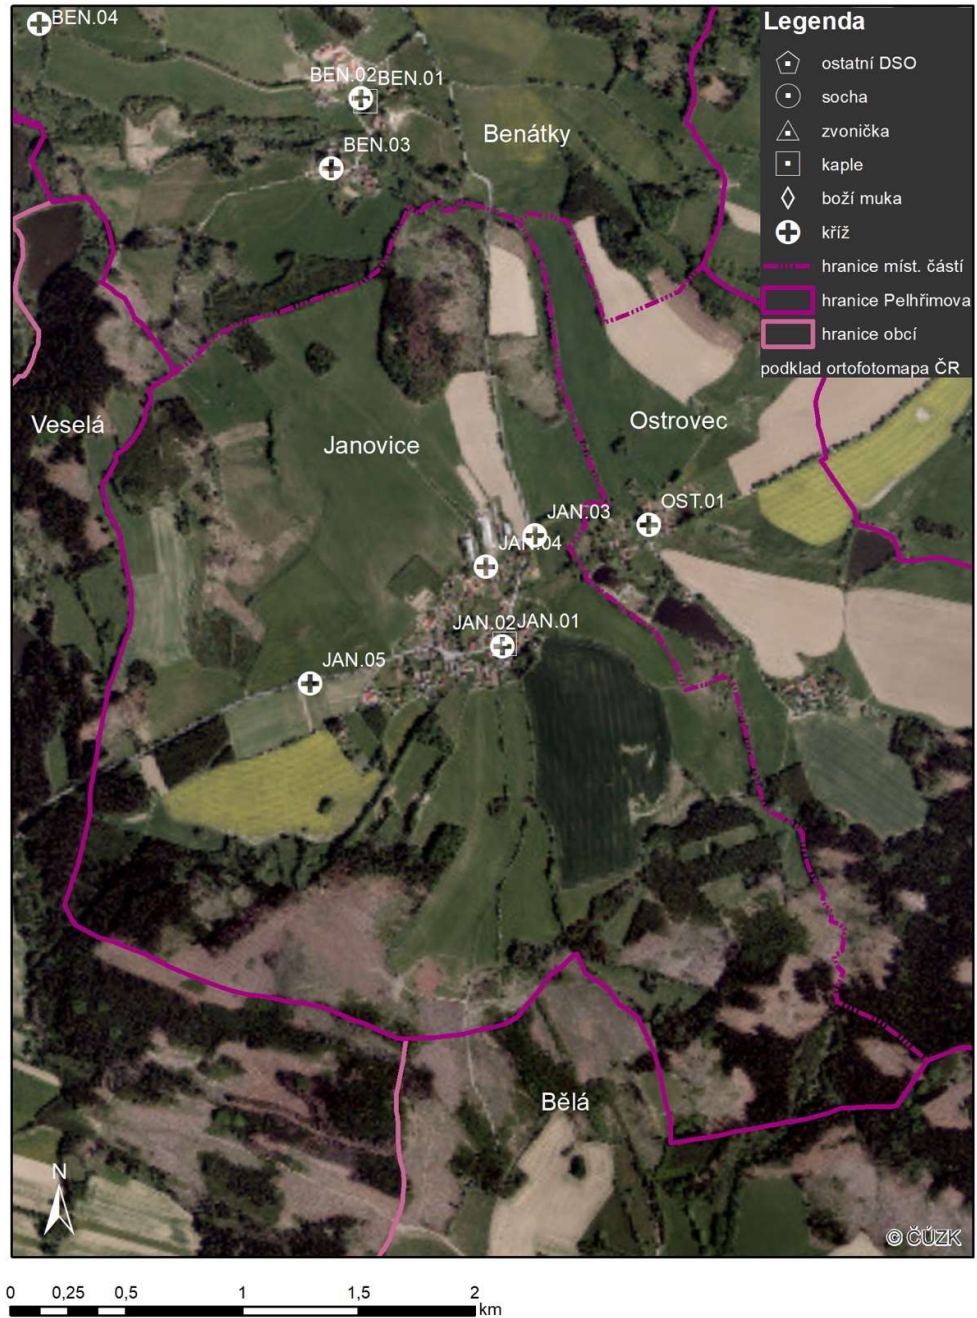 BEN.04
Legenda
ostatní DSO
socha
zvonička
kaple
boží muka
kříž
hranice míst. částí
hranice Pelhřimova
hranice obcí
podklad ortofotomapa ČR
BEN.02 BEN.01
Benátky
BEN.03
Veselá
Janovice
Ostrovec
OST.01
JAN.03
JAN.04
JAN.02 JAN.01
JAN.05
Bělá
N
© ČÚZK
0 0,25 0,5 1 1,5 2
km